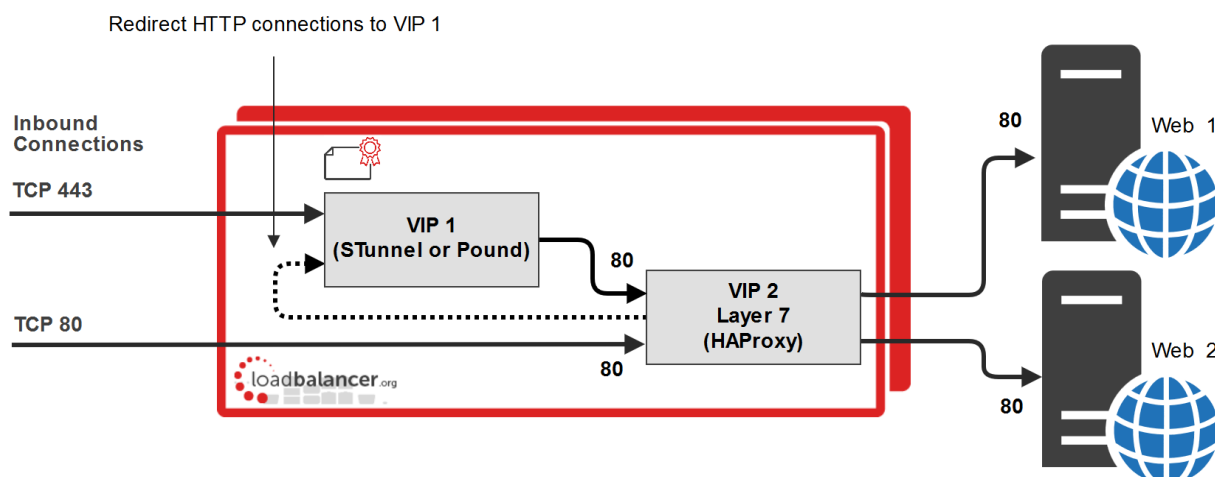 Redirect HTTP connections to VIP 1
Inbound
Connections
TCP 443
VIP 1
(STunnel or Pound)
80
TCP 80
80
VIP 2
Layer 7
(HAProxy)
loadbalancer.org
80
Web 1
Web 2
80